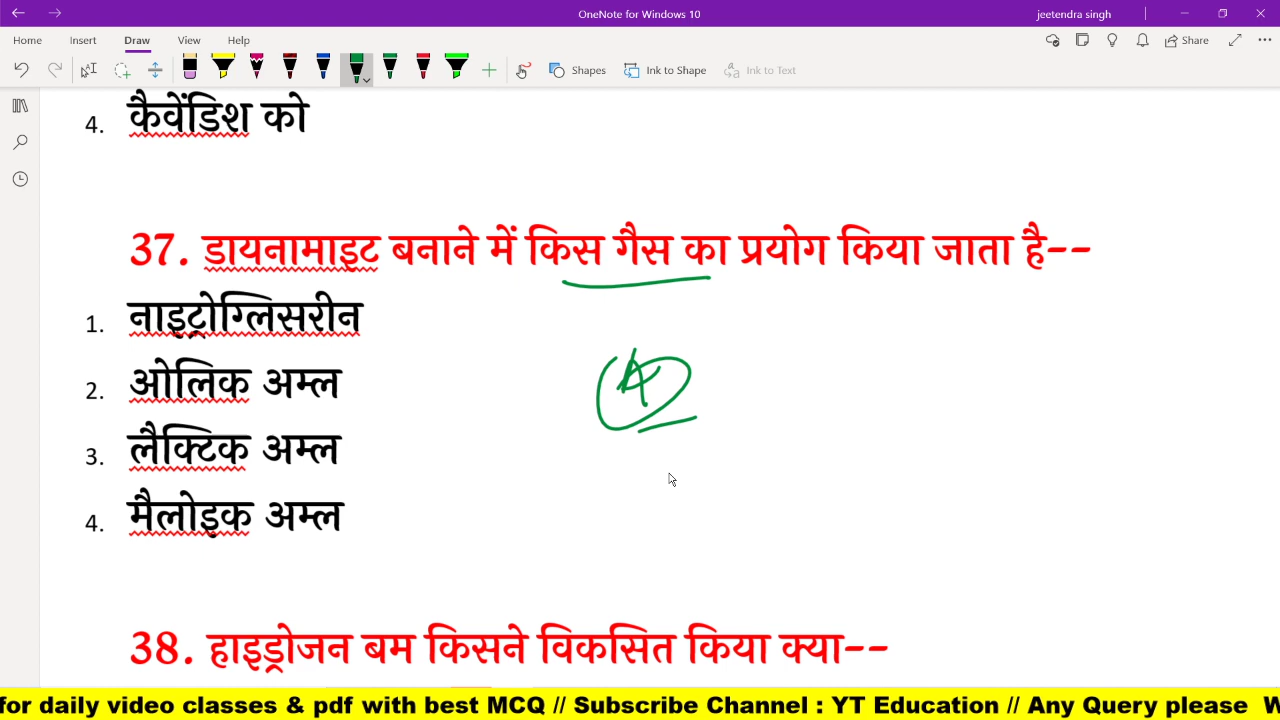 OneNote for Windows 10
jeetendra singh
Home Insert Draw View Help
Share
Shapes
Ink to Shape
Ink to Text
4. कैवेंडिश को
37. डायनामाइट बनाने में किस गैस का प्रयोग किया जाता है--
1. नाइट्रोग्लिसरीन
A
2. ओलिक अम्ल
3. लैक्टिक अम्ल
4. मैलोइक अम्ल
38. हाइड्रोजन बम किसने विकसित किया क्या--
for daily video classes & pdf with best MCQ // Subscribe Channel : YT Education // Any Query please W